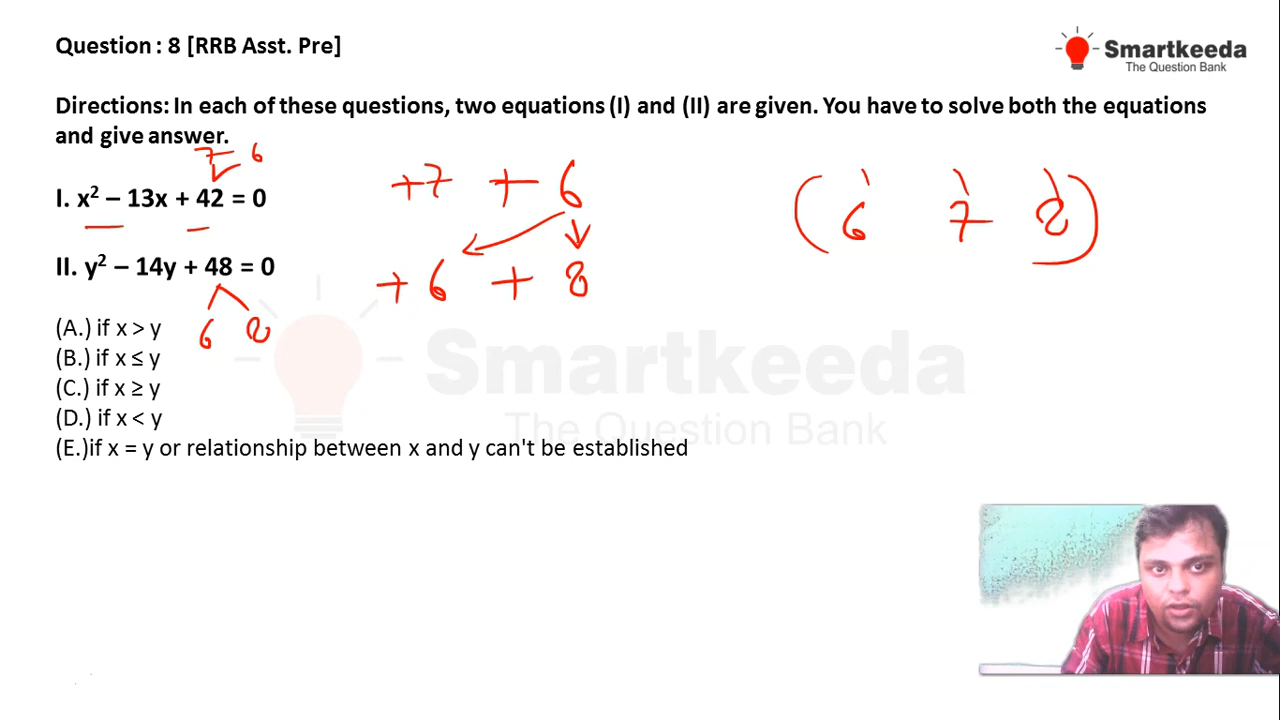 Question : 8 [RRB Asst. Pre]
Smartkeeda
The Question Bank
Directions: In each of these questions, two equations (I) and (II) are given. You have to solve both the equations
and give answer.
7 6
I. x² – 13x + 42 = 0
+7 + 6
( 6 7 8 )
II. y² – 14y + 48 = 0
+ 6 + 8
6 8
(A.) if x > y
(B.) if x ≤ y
(C.) if x ≥ y
(D.) if x < y
(E.)if x = y or relationship between x and y can't be established
Smartkeeda
The Question Bank